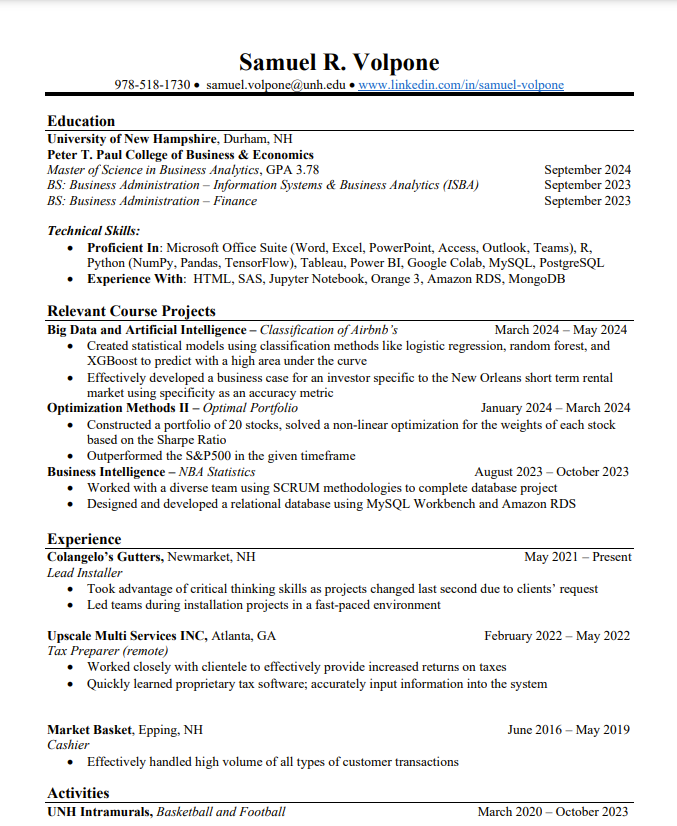 Samuel R. Volpone
978-518-1730 ● samuel.volpone@unh.edu ● www.linkedin.com/in/samuel-volpone
Education
University of New Hampshire, Durham, NH
Peter T. Paul College of Business & Economics
Master of Science in Business Analytics, GPA 3.78 September 2024
BS: Business Administration – Information Systems & Business Analytics (ISBA) September 2023
BS: Business Administration – Finance September 2023
Technical Skills:
● Proficient In: Microsoft Office Suite (Word, Excel, PowerPoint, Access, Outlook, Teams), R,
Python (NumPy, Pandas, TensorFlow), Tableau, Power BI, Google Colab, MySQL, PostgreSQL
● Experience With: HTML, SAS, Jupyter Notebook, Orange 3, Amazon RDS, MongoDB
Relevant Course Projects
Big Data and Artificial Intelligence – Classification of Airbnb’s March 2024 – May 2024
● Created statistical models using classification methods like logistic regression, random forest, and
XGBoost to predict with a high area under the curve
● Effectively developed a business case for an investor specific to the New Orleans short term rental
market using specificity as an accuracy metric
Optimization Methods II – Optimal Portfolio January 2024 – March 2024
● Constructed a portfolio of 20 stocks, solved a non-linear optimization for the weights of each stock
based on the Sharpe Ratio
● Outperformed the S&P500 in the given timeframe
Business Intelligence – NBA Statistics August 2023 – October 2023
● Worked with a diverse team using SCRUM methodologies to complete database project
● Designed and developed a relational database using MySQL Workbench and Amazon RDS
Experience
Colangelo’s Gutters, Newmarket, NH May 2021 – Present
Lead Installer
● Took advantage of critical thinking skills as projects changed last second due to clients’ request
● Led teams during installation projects in a fast-paced environment
Upscale Multi Services INC, Atlanta, GA February 2022 – May 2022
Tax Preparer (remote)
● Worked closely with clientele to effectively provide increased returns on taxes
● Quickly learned proprietary tax software; accurately input information into the system
Market Basket, Epping, NH June 2016 – May 2019
Cashier
● Effectively handled high volume of all types of customer transactions
Activities
UNH Intramurals, Basketball and Football March 2020 – October 2023